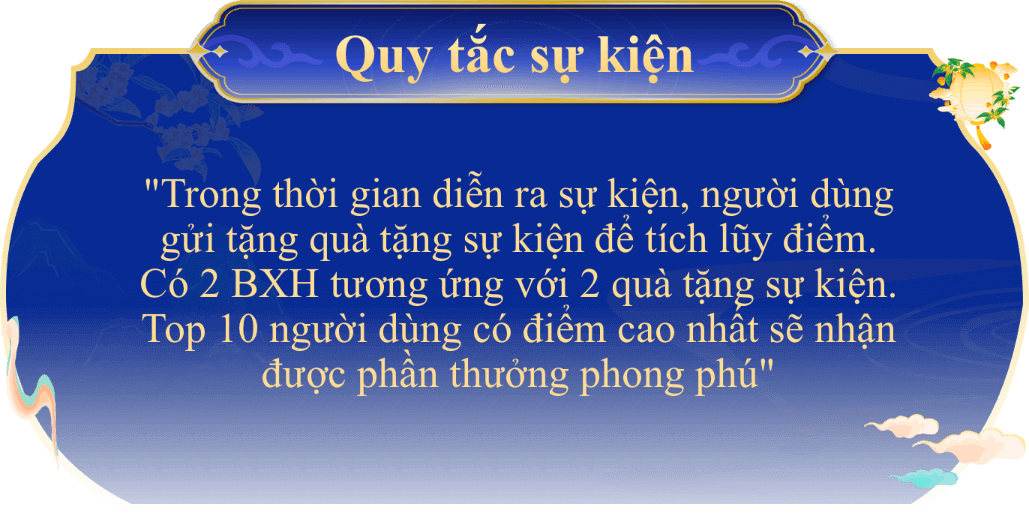 Quy tắc sự kiện
"Trong thời gian diễn ra sự kiện, người dùng
gửi tặng quà tặng sự kiện để tích lũy điểm.
Có 2 BXH tương ứng với 2 quà tặng sự kiện.
Top 10 người dùng có điểm cao nhất sẽ nhận
được phần thưởng phong phú"